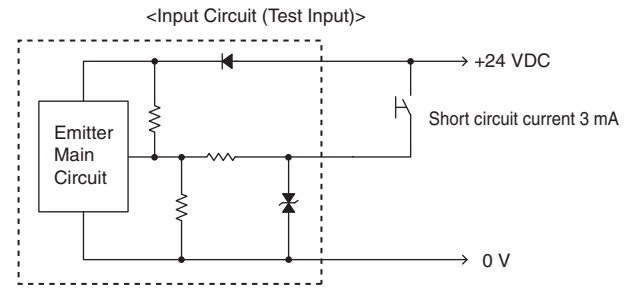 <Input Circuit (Test Input)>
+24 VDC
Short circuit current 3 mA
Emitter
Main
Circuit
0 V